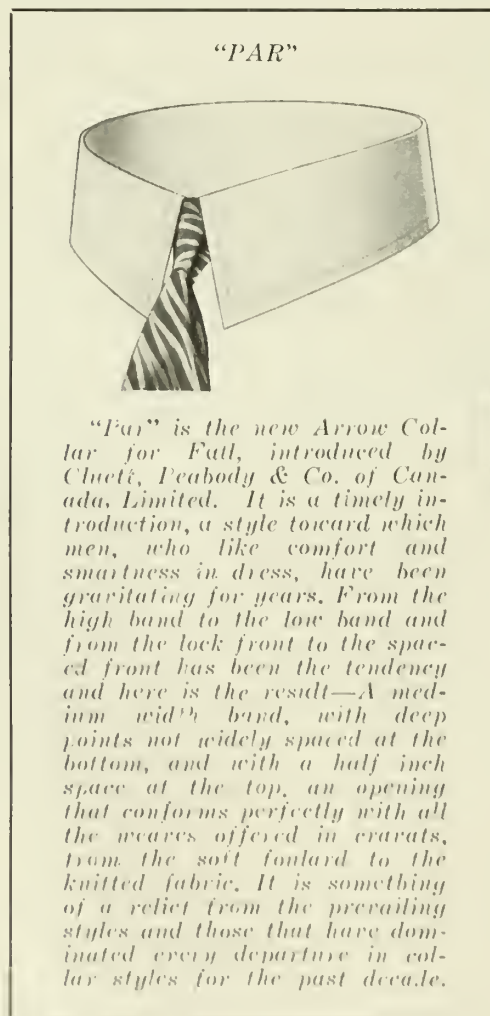 "PAR"
"Par" is the new Arrow Col-
lar for Fall, introduced by
Cluett, Peabody & Co. of Can-
ada, Limited. It is a timely in-
troduction, a style toward which
men, who like comfort and
smartness in dress, have been
gravitating for years. From the
high band to the low band and
from the lock front to the spac-
ed front has been the tendency
and here is the result—A med-
ium width band, with deep
points not widely spaced at the
bottom, and with a half inch
space at the top, an opening
that conforms perfectly with all
the weaves offered in cravats,
from the soft foulard to the
knitted fabric. It is something
of a relief from the prevailing
styles and those that have dom-
inated every departure in col-
lar styles for the past decade.